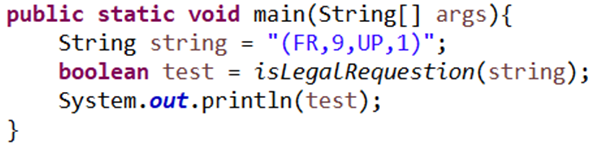 public static void main(String[] args){
    String string = "(FR,9,UP,1)";
    boolean test = isLegalRequestion(string);
    System.out.println(test);
}